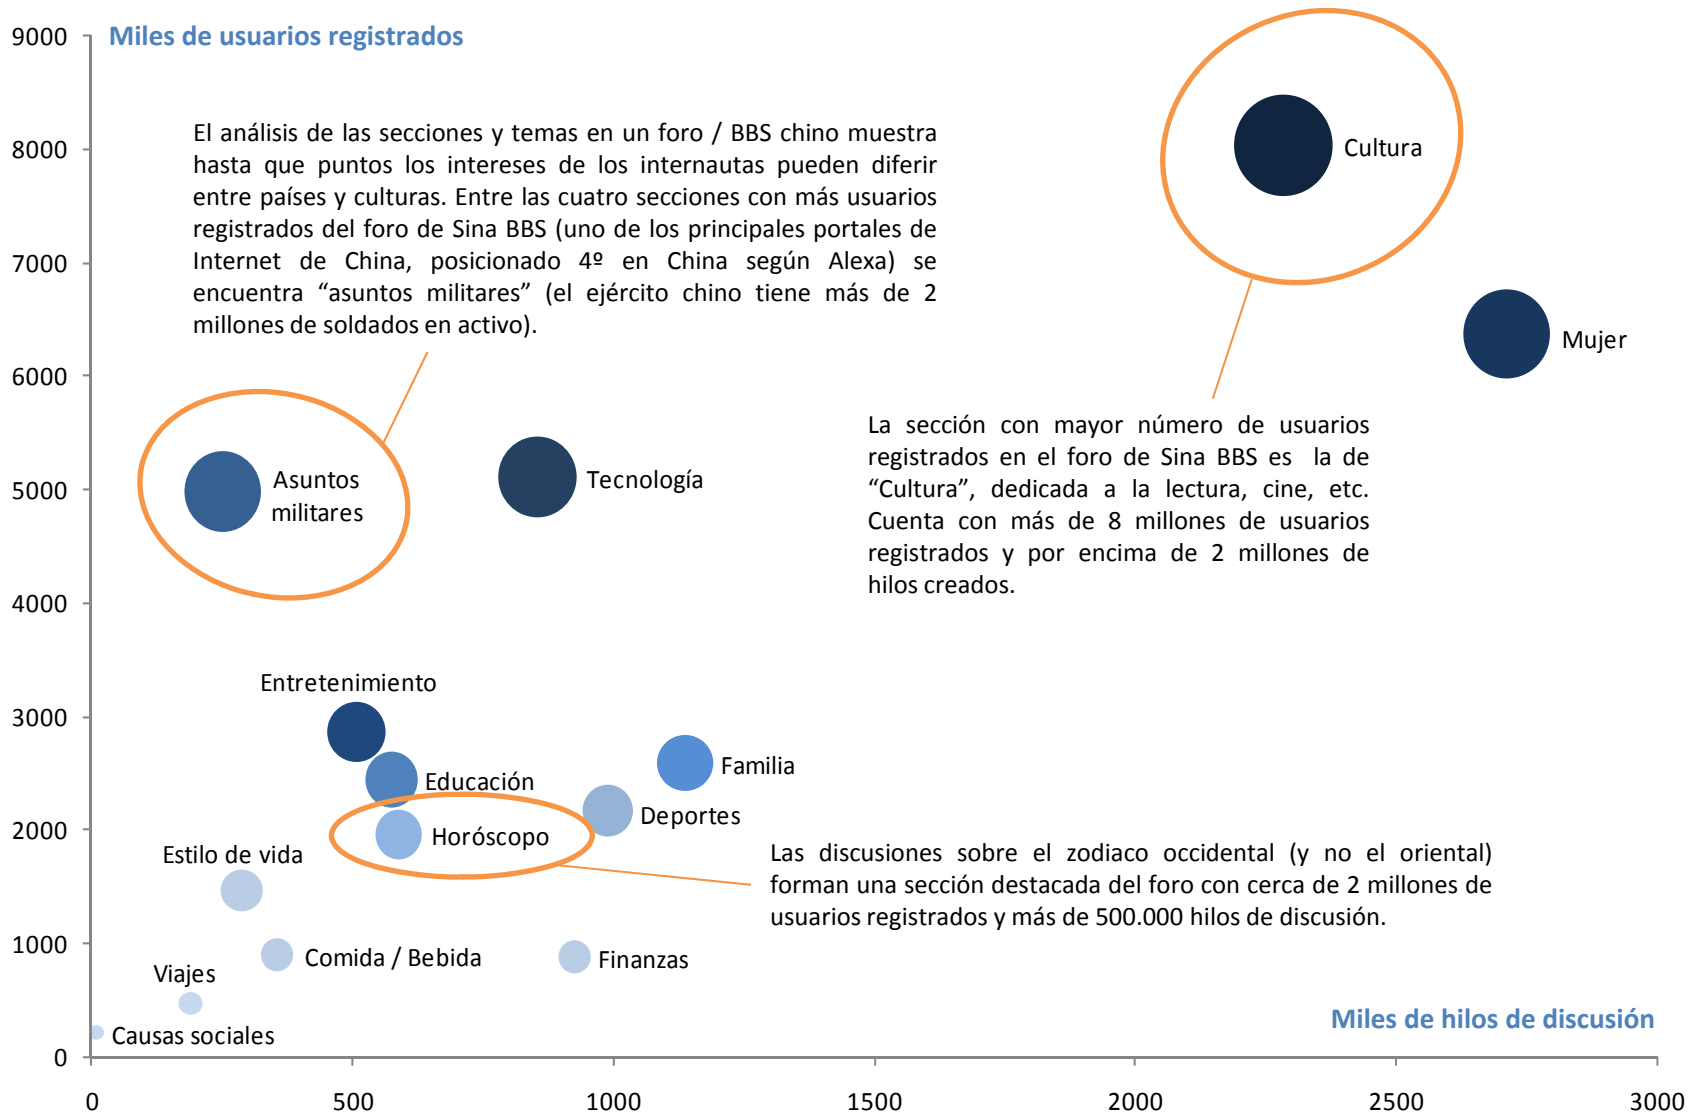 9000
Miles de usuarios registrados
El análisis de las secciones y temas en un foro / BBS chino muestra
hasta que puntos los intereses de los internautas pueden diferir
entre países y culturas. Entre las cuatro secciones con más usuarios
registrados del foro de Sina BBS (uno de los principales portales de
Internet de China, posicionado 4º en China según Alexa) se
encuentra “asuntos militares” (el ejército chino tiene más de 2
millones de soldados en activo).
8000
Cultura
7000
Mujer
6000
La sección con mayor número de usuarios
registrados en el foro de Sina BBS es la de
“Cultura”, dedicada a la lectura, cine, etc.
Cuenta con más de 8 millones de usuarios
registrados y por encima de 2 millones de
hilos creados.
Asuntos
militares
Tecnología
5000
4000
Entretenimiento
3000
Familia
Educación
Deportes
2000
Horóscopo
Estilo de vida
Las discusiones sobre el zodiaco occidental (y no el oriental)
forman una sección destacada del foro con cerca de 2 millones de
usuarios registrados y más de 500.000 hilos de discusión.
1000
Comida / Bebida
Finanzas
Viajes
Causas sociales
Miles de hilos de discusión
0
0 500 1000 1500 2000 2500 3000